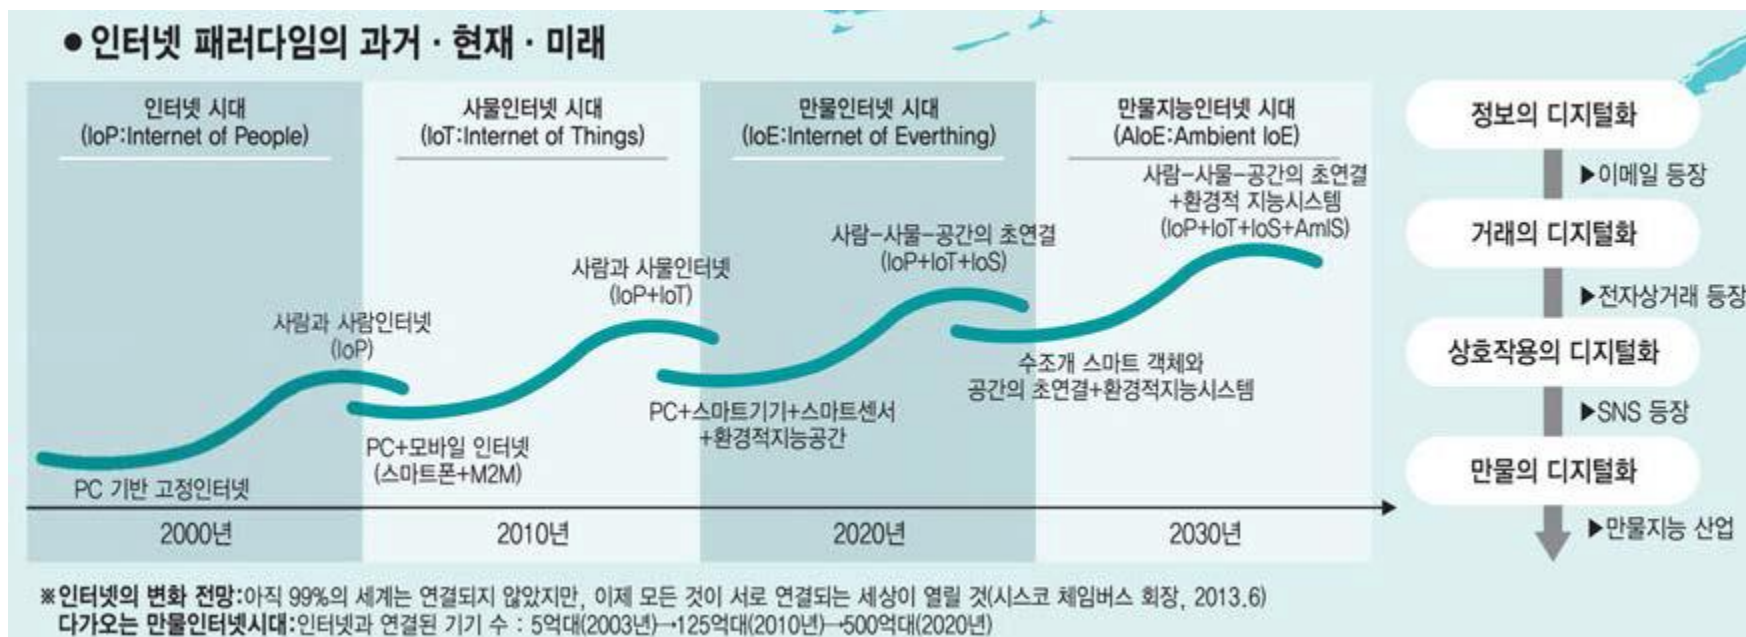 ● 인터넷 패러다임의 과거 · 현재 · 미래
인터넷 시대
(IoP:Internet of People)
사람과 사람인터넷
(IoP)
PC 기반 고정인터넷
2000년
사물인터넷 시대
(IoT:Internet of Things)
사람과 사물인터넷
(IoP+IoT)
PC+모바일 인터넷
(스마트폰+M2M)
2010년
만물인터넷 시대
(IoE:Internet of Everthing)
사람-사물-공간의 초연결
(IoP+IoT+IoS)
PC+스마트기기+스마트센서
+환경적지능공간
2020년
만물지능인터넷 시대
(AIoE:Ambient IoE)
사람-사물-공간의 초연결
+환경적 지능시스템
(IoP+IoT+IoS+AmIS)
수조개 스마트 객체와
공간의 초연결+환경적지능시스템
2030년
정보의 디지털화
▶이메일 등장
거래의 디지털화
▶전자상거래 등장
상호작용의 디지털화
▶SNS 등장
만물의 디지털화
▶만물지능 산업
※인터넷의 변화 전망:아직 99%의 세계는 연결되지 않았지만, 이제 모든 것이 서로 연결되는 세상이 열릴 것(시스코 체임버스 회장, 2013.6)
다가오는 만물인터넷시대:인터넷과 연결된 기기 수 : 5억대(2003년)→125억대(2010년)→500억대(2020년)